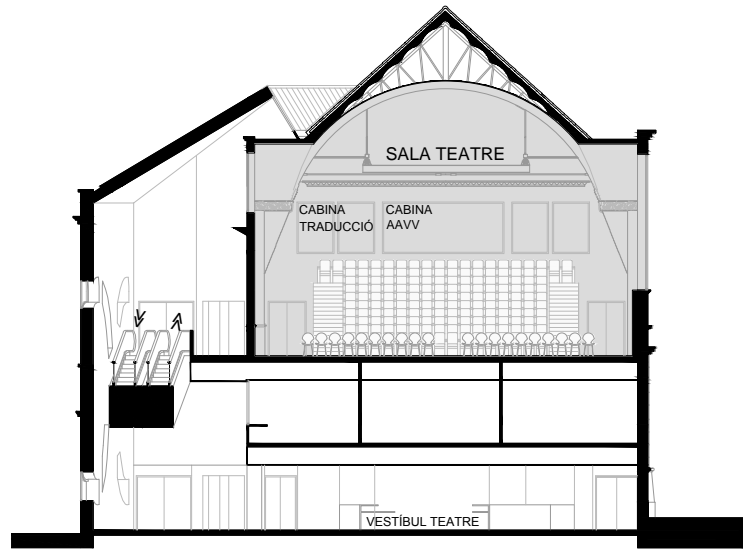 SALA TEATRE
CABINA
TRADUCCIÓ
CABINA
AAVV
VESTÍBUL TEATRE